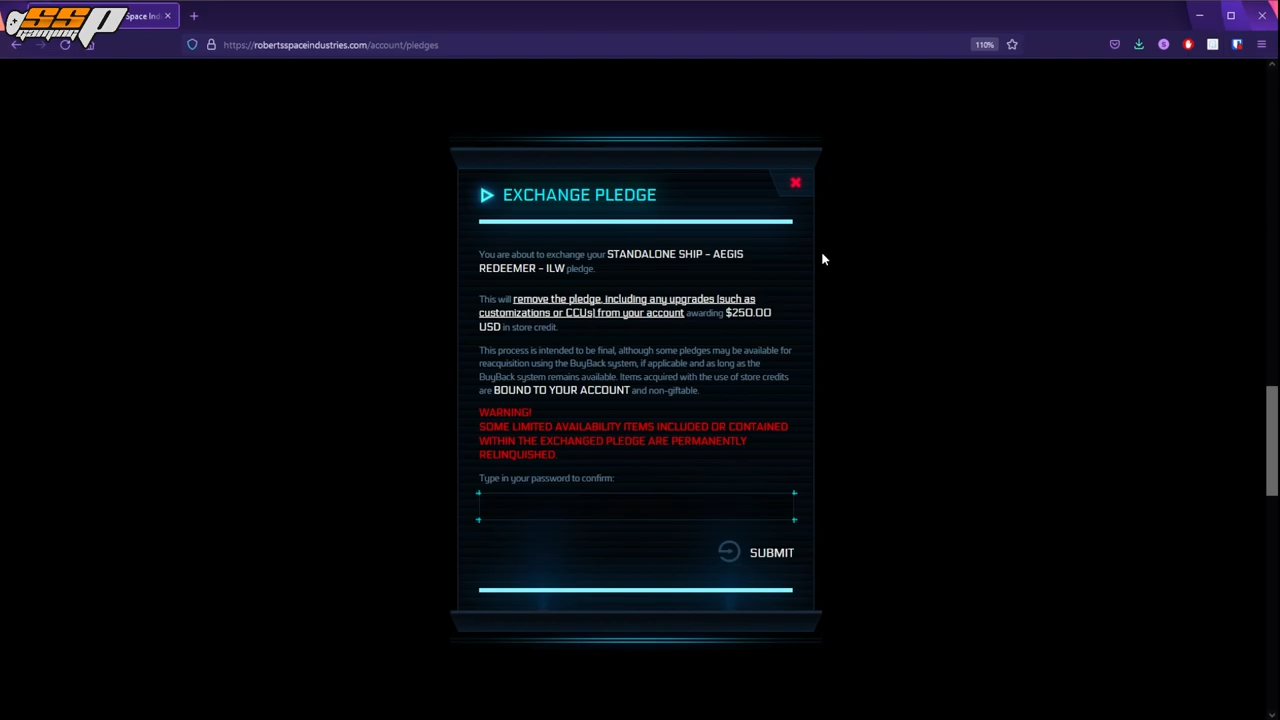 SSP
GAMING
Space Ind
https://robertsspaceindustries.com/account/pledges
110%
EXCHANGE PLEDGE
You are about to exchange your STANDALONE SHIP - AEGIS
REDEEMER - ILW pledge.
This will remove the pledge, including any upgrades (such as
customizations or CCUs) from your account awarding $250.00
USD in store credit.
This process is intended to be final, although some pledges may be available for
reacquisition using the BuyBack system, if applicable and as long as the
BuyBack system remains available. Items acquired with the use of store credits
are BOUND TO YOUR ACCOUNT and non-giftable.
WARNING!
SOME LIMITED AVAILABILITY ITEMS INCLUDED OR CONTAINED
WITHIN THE EXCHANGED PLEDGE ARE PERMANENTLY
RELINQUISHED.
Type in your password to confirm:
SUBMIT